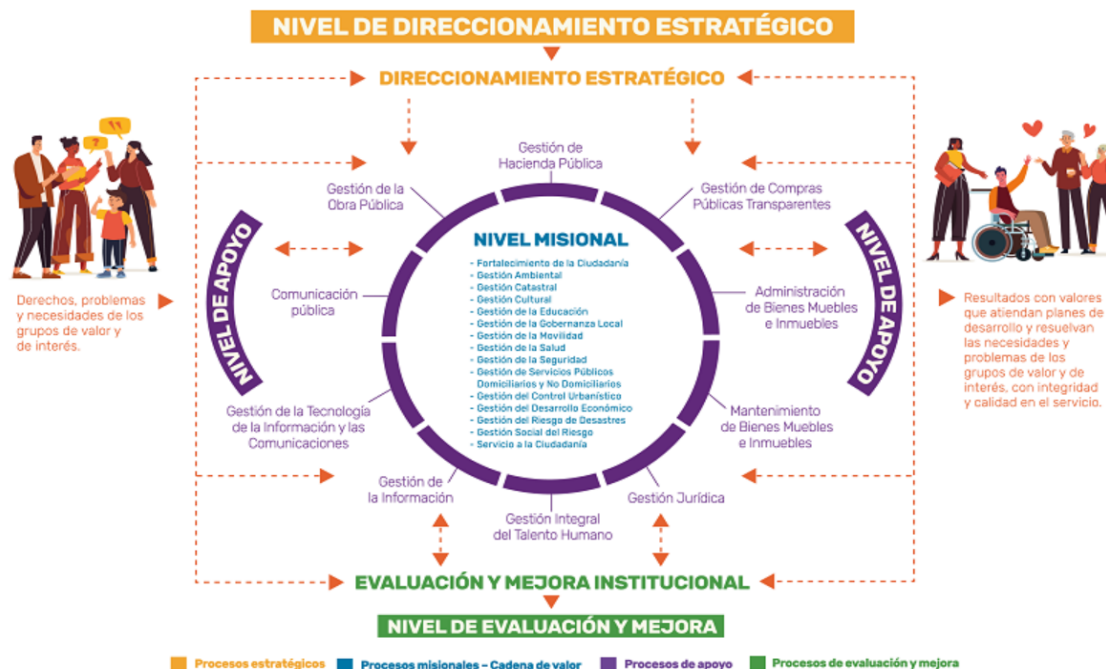 NIVEL DE DIRECCIONAMIENTO ESTRATÉGICO
DIRECCIONAMIENTO ESTRATÉGICO
?
Derechos, problemas
y necesidades de los
grupos de valor y
de interés.
NIVEL DE APOYO
Gestión de
Hacienda Pública
Gestión de la
Obra Pública
Gestión de Compras
Públicas Transparentes
Comunicación
pública
Administración
de Bienes Muebles
e Inmuebles
Gestión de la Tecnología
de la Información y las
Comunicaciones
Mantenimiento
de Bienes Muebles
e Inmuebles
Gestión de
la Información
Gestión Integral
del Talento Humano
Gestión Jurídica
NIVEL MISIONAL
- Fortalecimiento de la Ciudadanía
- Gestión Ambiental
- Gestión Catastral
- Gestión Cultural
- Gestión de la Educación
- Gestión de la Gobernanza Local
- Gestión de la Movilidad
- Gestión de la Salud
- Gestión de la Seguridad
- Gestión de Servicios Públicos
Domiciliarios y No Domiciliarios
- Gestión del Control Urbanístico
- Gestión del Desarrollo Económico
- Gestión del Riesgo de Desastres
- Gestión Social del Riesgo
- Servicio a la Ciudadanía
NIVEL DE APOYO
Resultados con valores
que atiendan planes de
desarrollo y resuelvan
las necesidades y
problemas de los
grupos de valor y de
interés, con integridad
y calidad en el servicio.
EVALUACIÓN Y MEJORA INSTITUCIONAL
NIVEL DE EVALUACIÓN Y MEJORA
Procesos estratégicos
Procesos misionales – Cadena de valor
Procesos de apoyo
Procesos de evaluación y mejora